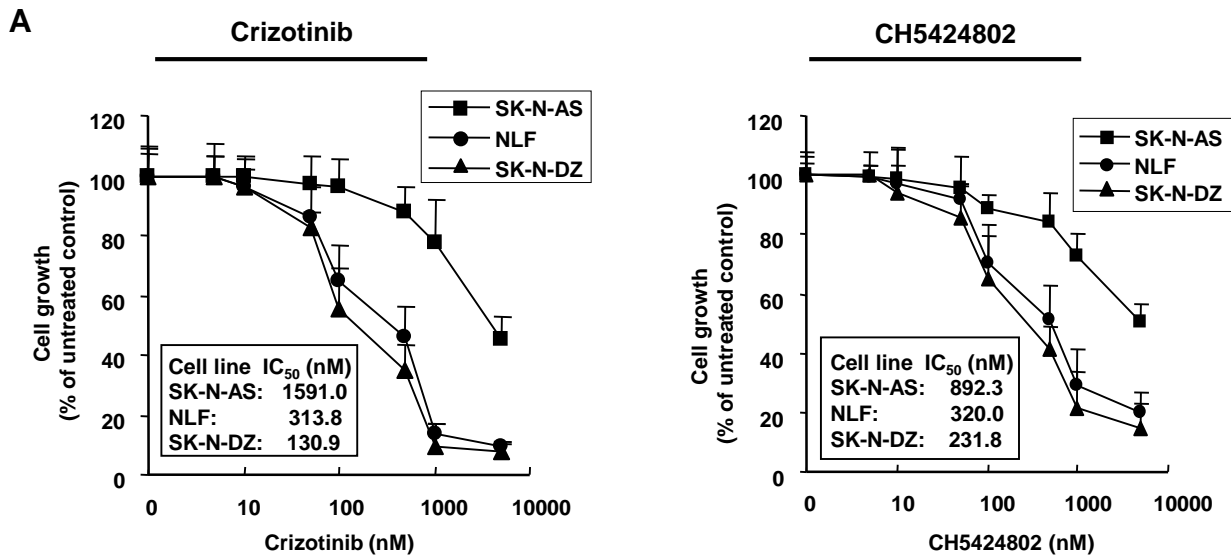 A
Crizotinib
SK-N-AS
NLF
SK-N-DZ
120
100
80
60
40
20
0
Cell growth
(% of untreated control)
Cell line IC50 (nM)
SK-N-AS: 1591.0
NLF: 313.8
SK-N-DZ: 130.9
0 10 100 1000 10000
Crizotinib (nM)
CH5424802
SK-N-AS
NLF
SK-N-DZ
120
100
80
60
40
20
0
Cell growth
(% of untreated control)
Cell line IC50 (nM)
SK-N-AS: 892.3
NLF: 320.0
SK-N-DZ: 231.8
0 10 100 1000 10000
CH5424802 (nM)